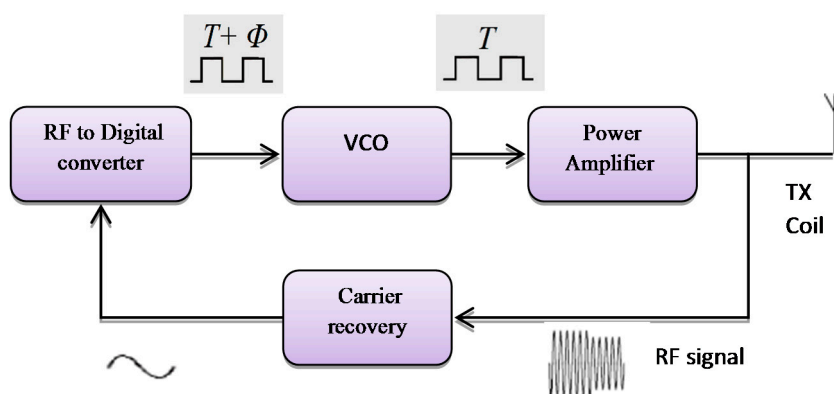 T+ Φ
T
RF to Digital
converter
VCO
Power
Amplifier
TX
Coil
Carrier
recovery
RF signal